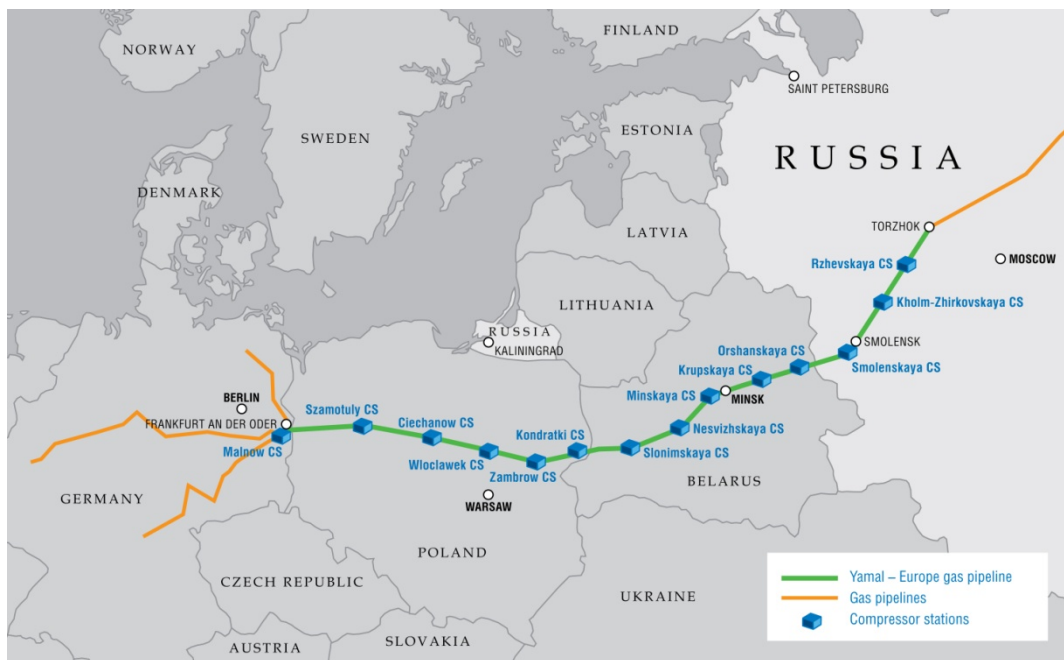 NORWAY
FINLAND
SAINT PETERSBURG
SWEDEN
ESTONIA
RUSSIA
DENMARK
TORZHOK
LATVIA
MOSCOW
Rzhevskaya CS
LITHUANIA
Kholm-Zhirkovskaya CS
RUSSIA
KALININGRAD
SMOLENSK
Orshanskaya CS
Smolenskaya CS
Krupskaya CS
MINSK
Minskaya CS
BERLIN
FRANKFURT AN DER ODER
Szamotuly CS
Ciechanow CS
Kondratki CS
Nesvizhskaya CS
Malnow CS
Wloclawek CS
Slonimskaya CS
Zambrow CS
BELARUS
GERMANY
WARSAW
POLAND
CZECH REPUBLIC
UKRAINE
AUSTRIA
SLOVAKIA
Yamal – Europe gas pipeline
Gas pipelines
Compressor stations